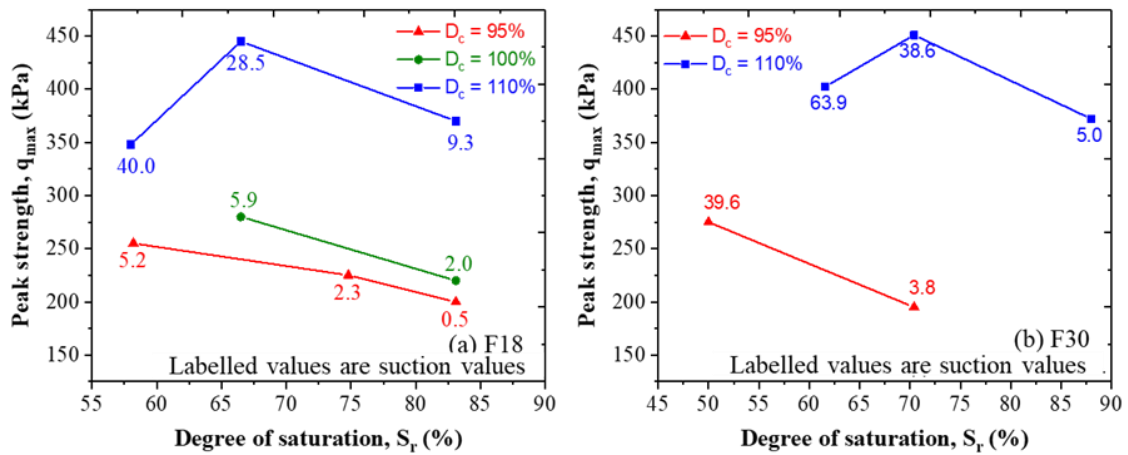 Peak strength, q_max (kPa)
450
400
350
300
250
200
150
D_c = 95%
D_c = 100%
D_c = 110%
28.5
40.0
9.3
5.9
5.2
2.3
2.0
0.5
(a) F18
Labelled values are suction values
55 60 65 70 75 80 85 90
Degree of saturation, S_r (%)
Peak strength, q_max (kPa)
450
400
350
300
250
200
150
D_c = 95%
D_c = 110%
38.6
63.9
5.0
39.6
3.8
(b) F30
Labelled values are suction values
45 50 55 60 65 70 75 80 85 90
Degree of saturation, S_r (%)